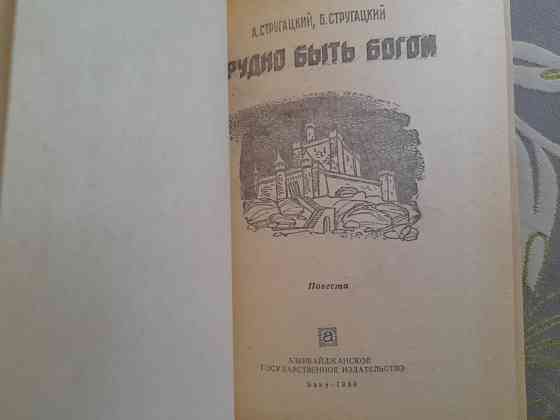 А. СТРУГАЦКИЙ, Б. СТРУГАЦКИЙ
РУДНО БЫТЬ БОГОМ
Повести
а
АЗЕРБАЙДЖАНСКОЕ
ГОСУДАРСТВЕННОЕ ИЗДАТЕЛЬСТВО
Баку